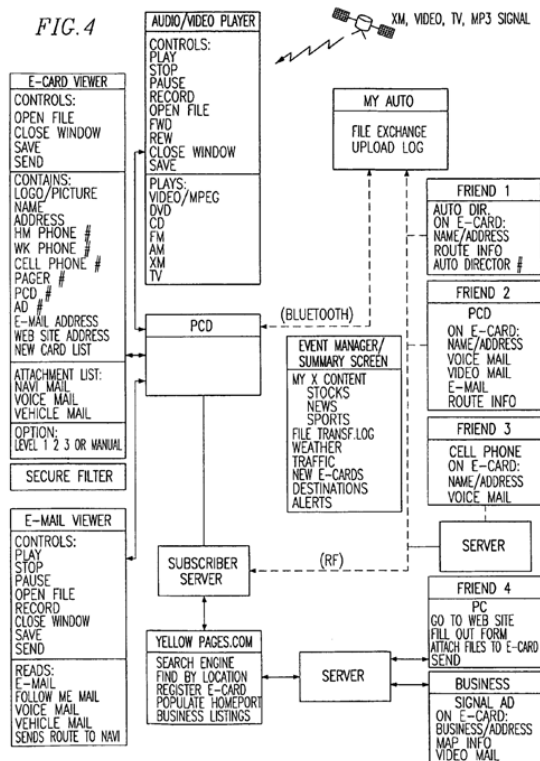 FIG.4
XM, VIDEO, TV, MP3 SIGNAL
AUDIO/VIDEO PLAYER
CONTROLS:
PLAY
STOP
PAUSE
RECORD
OPEN FILE
FWD
REW
CLOSE WINDOW
SAVE
PLAYS:
VIDEO/MPEG
DVD
CD
FM
AM
XM
TV
E-CARD VIEWER
CONTROLS:
OPEN FILE
CLOSE WINDOW
SAVE
SEND
CONTAINS:
LOGO/PICTURE
NAME
ADDRESS
HM PHONE #
WK PHONE #
CELL PHONE #
PAGER #
PCD #
AD #
E-MAIL ADDRESS
WEB SITE ADDRESS
NEW CARD LIST
ATTACHMENT LIST:
NAVI MAIL
VOICE MAIL
VEHICLE MAIL
OPTION:
LEVEL 1 2 3 OR MANUAL
SECURE FILTER
E-MAIL VIEWER
CONTROLS:
PLAY
STOP
PAUSE
OPEN FILE
RECORD
CLOSE WINDOW
SAVE
SEND
READS:
E-MAIL
FOLLOW ME MAIL
VOICE MAIL
VEHICLE MAIL
SENDS ROUTE TO NAVI
MY AUTO
FILE EXCHANGE
UPLOAD LOG
PCD
(BLUETOOTH)
EVENT MANAGER/
SUMMARY SCREEN
MY X CONTENT
STOCKS
NEWS
SPORTS
FILE TRANSF.LOG
WEATHER
TRAFFIC
NEW E-CARDS
DESTINATIONS
ALERTS
SUBSCRIBER
SERVER
(RF)
YELLOW PAGES.COM
SEARCH ENGINE
FIND BY LOCATION
REGISTER E-CARD
POPULATE HOMEPORT
BUSINESS LISTINGS
SERVER
FRIEND 1
AUTO DIR.
ON E-CARD:
NAME/ADDRESS
ROUTE INFO
AUTO DIRECTOR #
FRIEND 2
PCD
ON E-CARD:
NAME/ADDRESS
VOICE MAIL
VIDEO MAIL
E-MAIL
ROUTE INFO
FRIEND 3
CELL PHONE
ON E-CARD:
NAME/ADDRESS
VOICE MAIL
SERVER
FRIEND 4
PC
GO TO WEB SITE
FILL OUT FORM
ATTACH FILES TO E-CARD
SEND
BUSINESS
SIGNAL AD
ON E-CARD:
BUSINESS/ADDRESS
MAP INFO
VIDEO MAIL